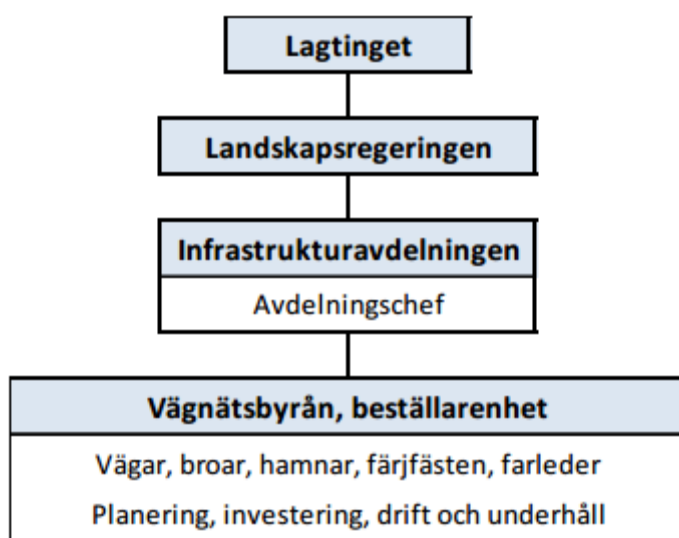 Lagtinget
Landskapsregeringen
Infrastrukturavdelningen
Avdelningschef
Vägnätsbyrån, beställarenhet
Vägar, broar, hamnar, färjfästen, farleder
Planering, investering, drift och underhåll